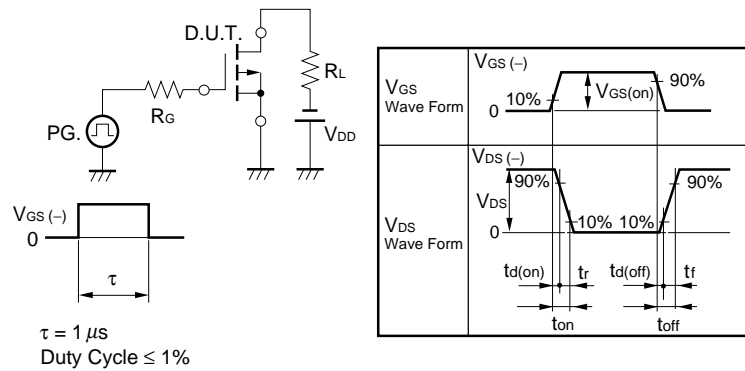 D.U.T.
RL
RG
PG.
VDD
VGS (−)
0
τ
τ = 1 μs
Duty Cycle ≤ 1%
VGS
Wave Form
VGS (−)
10%
0
VGS(on)
90%
VDS
Wave Form
VDS (−)
90%
90%
VDS
10% 10%
0
td(on) tr td(off) tf
ton toff